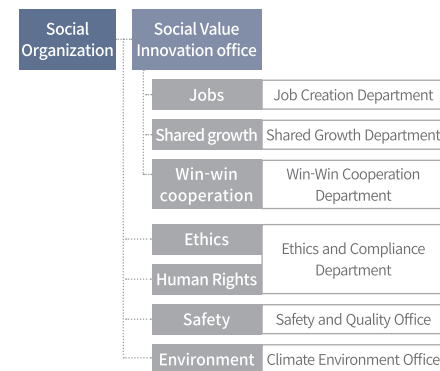 Social
Organization
Social Value
Innovation office
Jobs
Job Creation Department
Shared growth
Shared Growth Department
Win-win
cooperation
Win-Win Cooperation
Department
Ethics
Human Rights
Ethics and Compliance
Department
Safety
Safety and Quality Office
Environment
Climate Environment Office